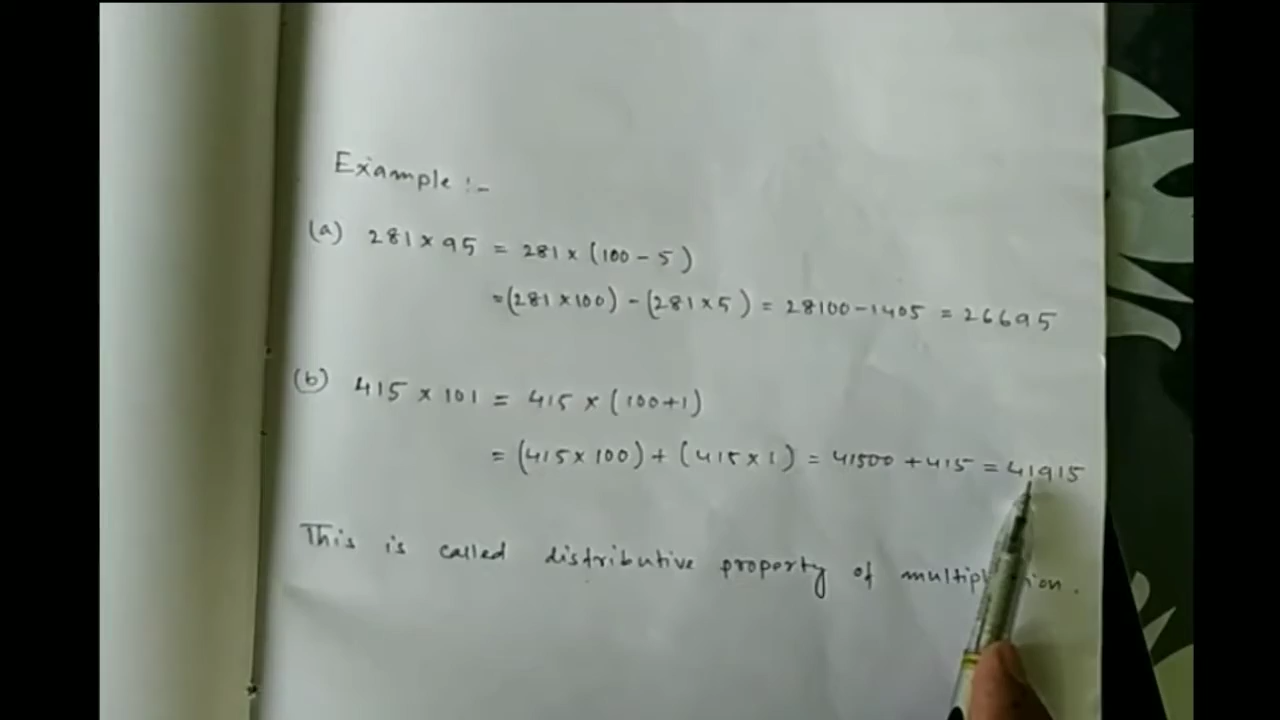 Example :-
(a) 281 × 95 = 281 × (100 - 5)
= (281 × 100) - (281 × 5) = 28100 - 1405 = 26695
(b) 415 × 101 = 415 × (100 + 1)
= (415 × 100) + (415 × 1) = 41500 + 415 = 41915
This is called distributive property of